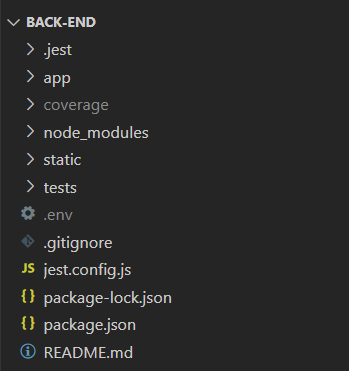 BACK-END
.jest
app
coverage
node_modules
static
tests
.env
.gitignore
JS jest.config.js
{} package-lock.json
{} package.json
README.md